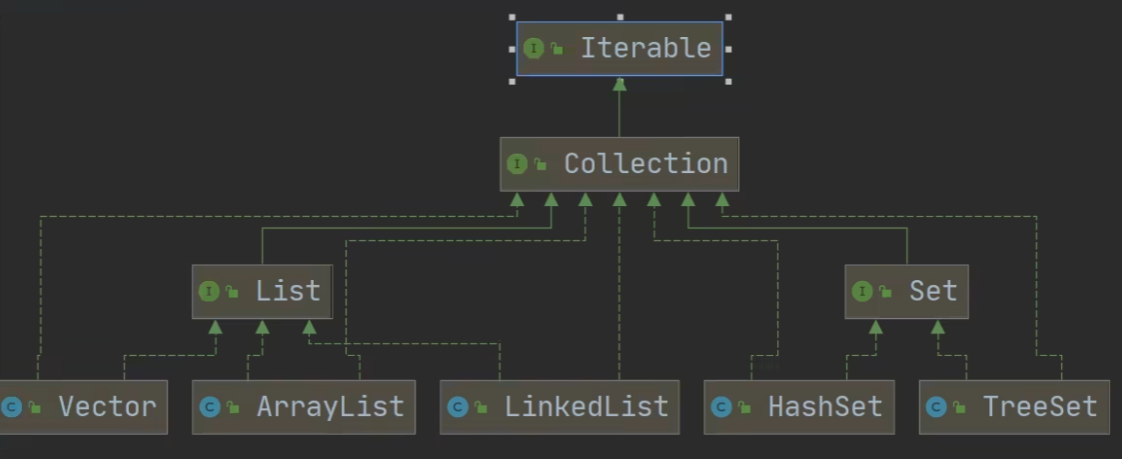 I Iterable
I Collection
I List
I Set
C Vector
C ArrayList
C LinkedList
C HashSet
C TreeSet